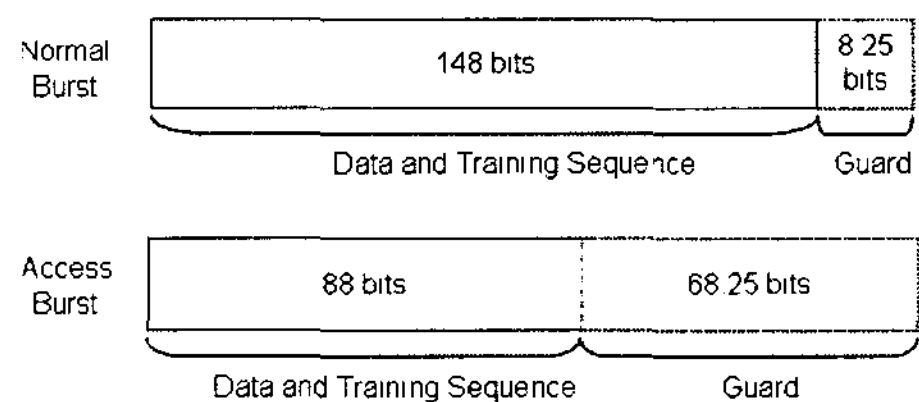 Normal
Burst
148 bits
8.25
bits
Data and Training Sequence
Guard
Access
Burst
88 bits
68.25 bits
Data and Training Sequence
Guard